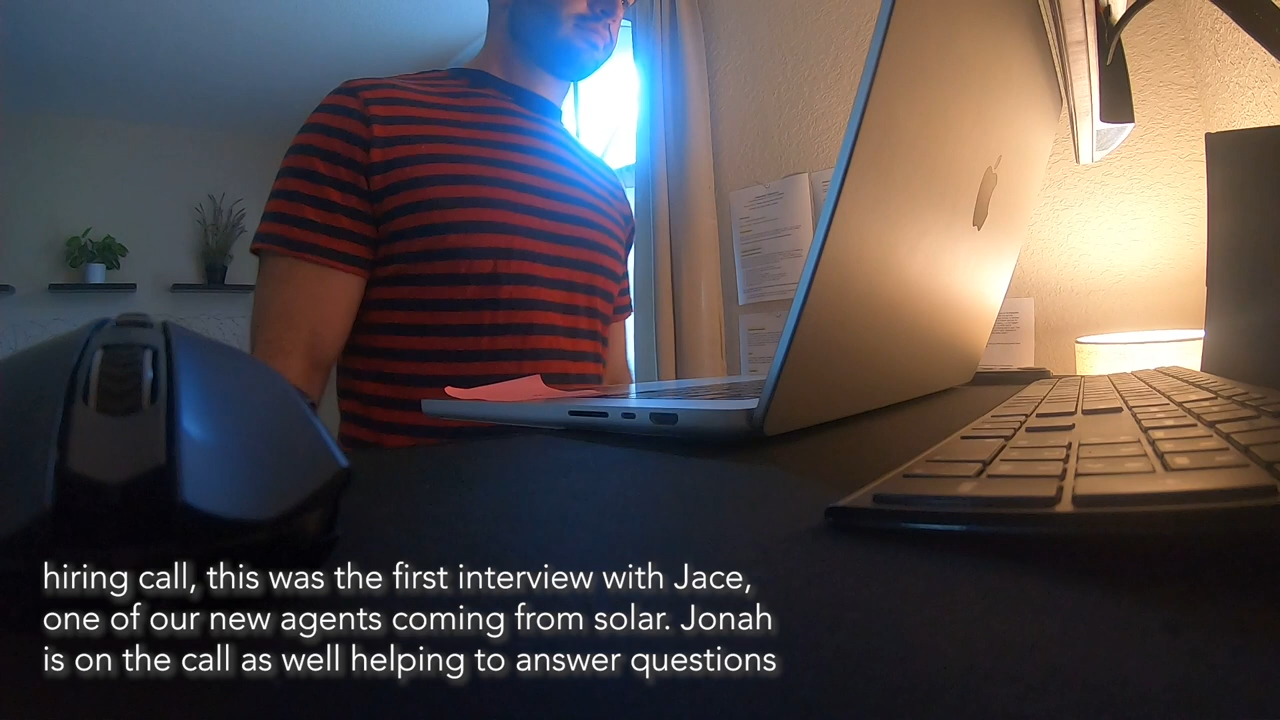 hiring call, this was the first interview with Jace,
one of our new agents coming from solar. Jonah
is on the call as well helping to answer questions